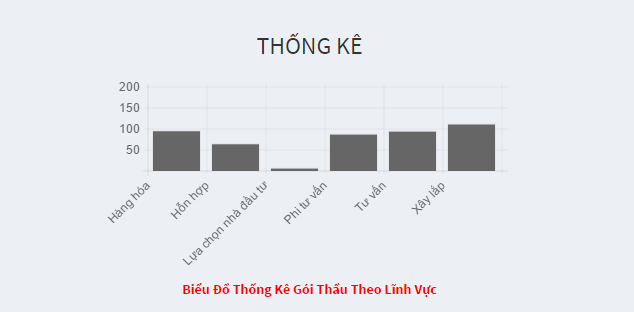 THỐNG KÊ
200
150
100
50
Hàng hóa
Hỗn hợp
Lựa chọn nhà đầu tư
Phi tư vấn
Tư vấn
Xây lắp
Biểu Đồ Thống Kê Gói Thầu Theo Lĩnh Vực